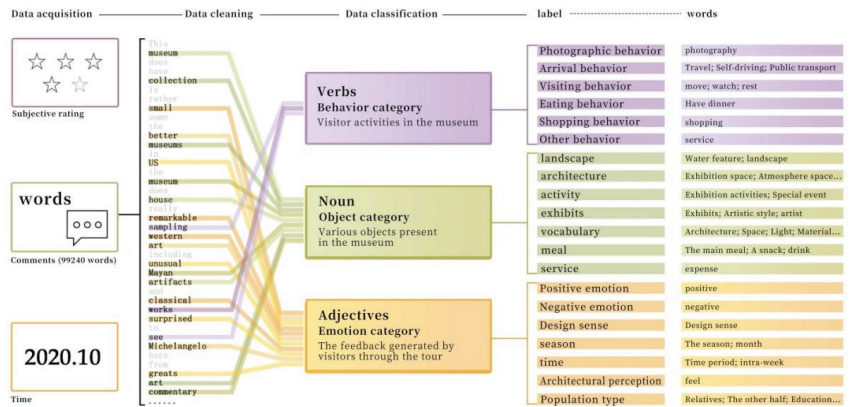 Data acquisition
Data cleaning
Data classification
label
words
Subjective rating
words
Comments (99240 words)
2020.10
Time
This
museum
does
have
collection
is
rather
small
some
the
better
museums
in
US
the
museum
does
house
really
remarkable
sampling
western
art
including
unusual
Mayan
artifacts
and
classical
works
surprised
to
see
Michelangelo
here
from
greats
art
commentary
......
Verbs
Behavior category
Visitor activities in the museum
Noun
Object category
Various objects present
in the museum
Adjectives
Emotion category
The feedback generated by
visitors through the tour
Photographic behavior photography
Arrival behavior Travel; Self-driving; Public transport
Visiting behavior move; watch; rest
Eating behavior Have dinner
Shopping behavior shopping
Other behavior service
landscape Water feature; landscape
architecture Exhibition space; Atmosphere space...
activity Exhibition activities; Special event
exhibits Exhibits; Artistic style; artist
vocabulary Architecture; Space; Light; Material...
meal The main meal; A snack; drink
service expense
Positive emotion positive
Negative emotion negative
Design sense Design sense
season The season; month
time Time period; intra-week
Architectural perception feel
Population type Relatives; The other half; Education...